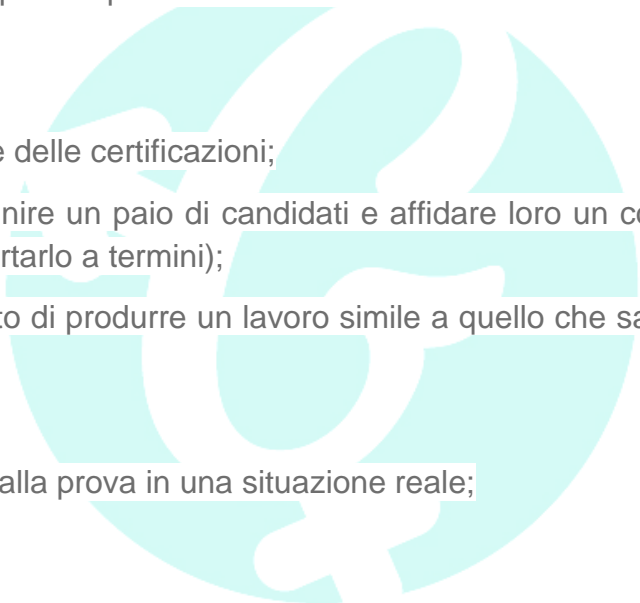 e delle certificazioni;
nire un paio di candidati e affidare loro un co
rtarlo a termini);
to di produrre un lavoro simile a quello che sa
alla prova in una situazione reale;